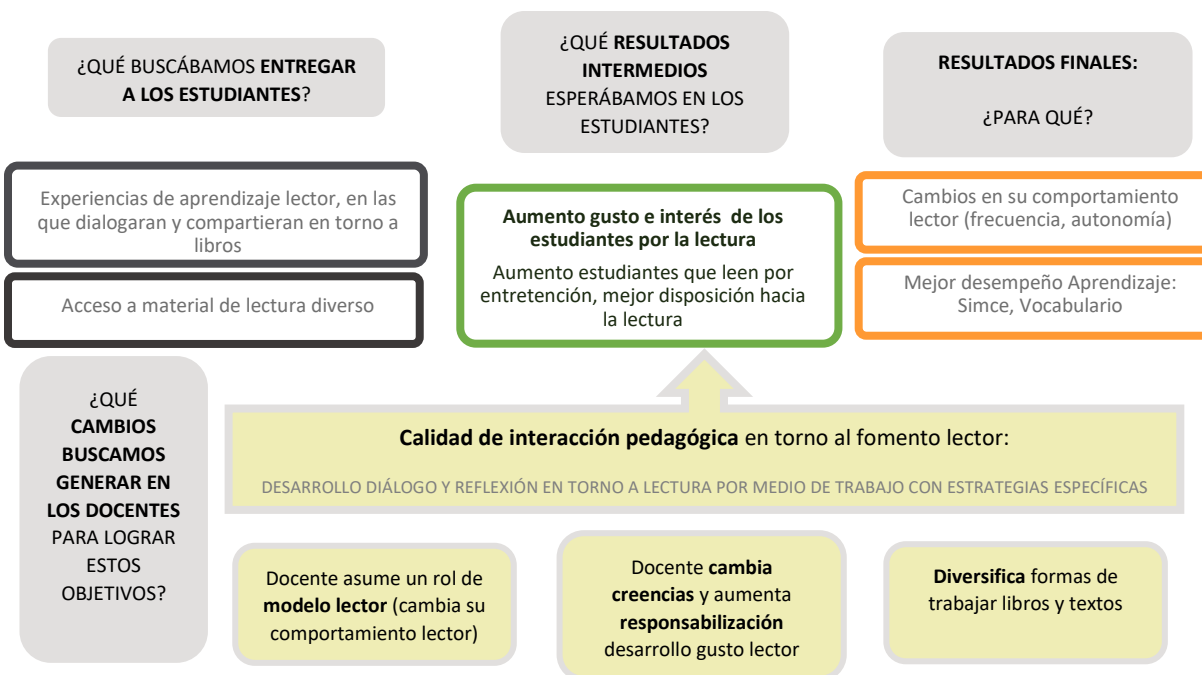 ¿QUÉ BUSCÁBAMOS ENTREGAR
A LOS ESTUDIANTES?
¿QUÉ RESULTADOS
INTERMEDIOS
ESPERÁBAMOS EN LOS
ESTUDIANTES?
RESULTADOS FINALES:
¿PARA QUÉ?
Experiencias de aprendizaje lector, en las
que dialogaran y compartieran en torno a
libros
Acceso a material de lectura diverso
Aumento gusto e interés de los
estudiantes por la lectura
Aumento estudiantes que leen por
entretención, mejor disposición hacia
la lectura
Cambios en su comportamiento
lector (frecuencia, autonomía)
Mejor desempeño Aprendizaje:
Simce, Vocabulario
¿QUÉ
CAMBIOS
BUSCAMOS
GENERAR EN
LOS DOCENTES
PARA LOGRAR
ESTOS
OBJETIVOS?
Calidad de interacción pedagógica en torno al fomento lector:
DESARROLLO DIÁLOGO Y REFLEXIÓN EN TORNO A LECTURA POR MEDIO DE TRABAJO CON ESTRATEGIAS ESPECÍFICAS
Docente asume un rol de
modelo lector (cambia su
comportamiento lector)
Docente cambia
creencias y aumenta
responsabilización
desarrollo gusto lector
Diversifica formas de
trabajar libros y textos